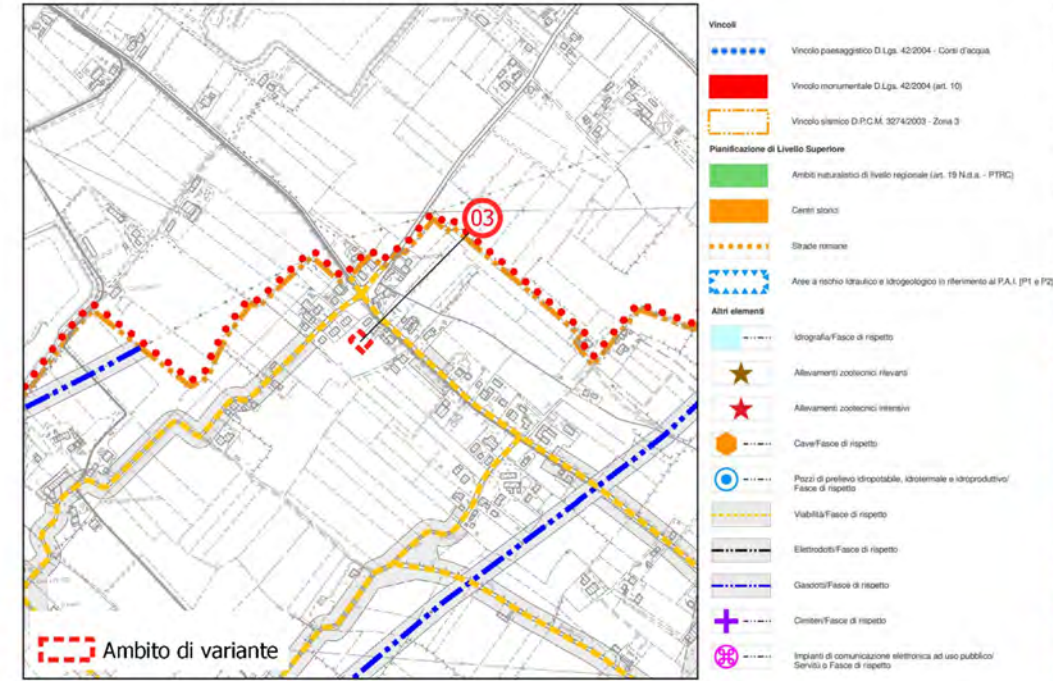 03
Ambito di variante
Vincoli
Vincolo paesaggistico D.Lgs. 42/2004 - Corsi d'acqua
Vincolo monumentale D.Lgs. 42/2004 (art. 10)
Vincolo sismico D.P.C.M. 3274/2003 - Zona 3
Pianificazione di Livello Superiore
Ambiti naturalistici di livello regionale (art. 19 N.d.a. - PTRC)
Centri storici
Strade romane
Aree a rischio Idraulico e Idrogeologico in riferimento al P.A.I. [P1 e P2]
Altri elementi
Idrografia/Fasce di rispetto
Allevamenti zootecnici rilevanti
Allevamenti zootecnici intensivi
Cave/Fasce di rispetto
Pozzi di prelievo idropotabile, idrotermale e idroproduttivo/
Fasce di rispetto
Viabilità/Fasce di rispetto
Elettrodotti/Fasce di rispetto
Gasdotti/Fasce di rispetto
Cimiteri/Fasce di rispetto
Impianti di comunicazione elettronica ad uso pubblico/
Servitù o Fasce di rispetto